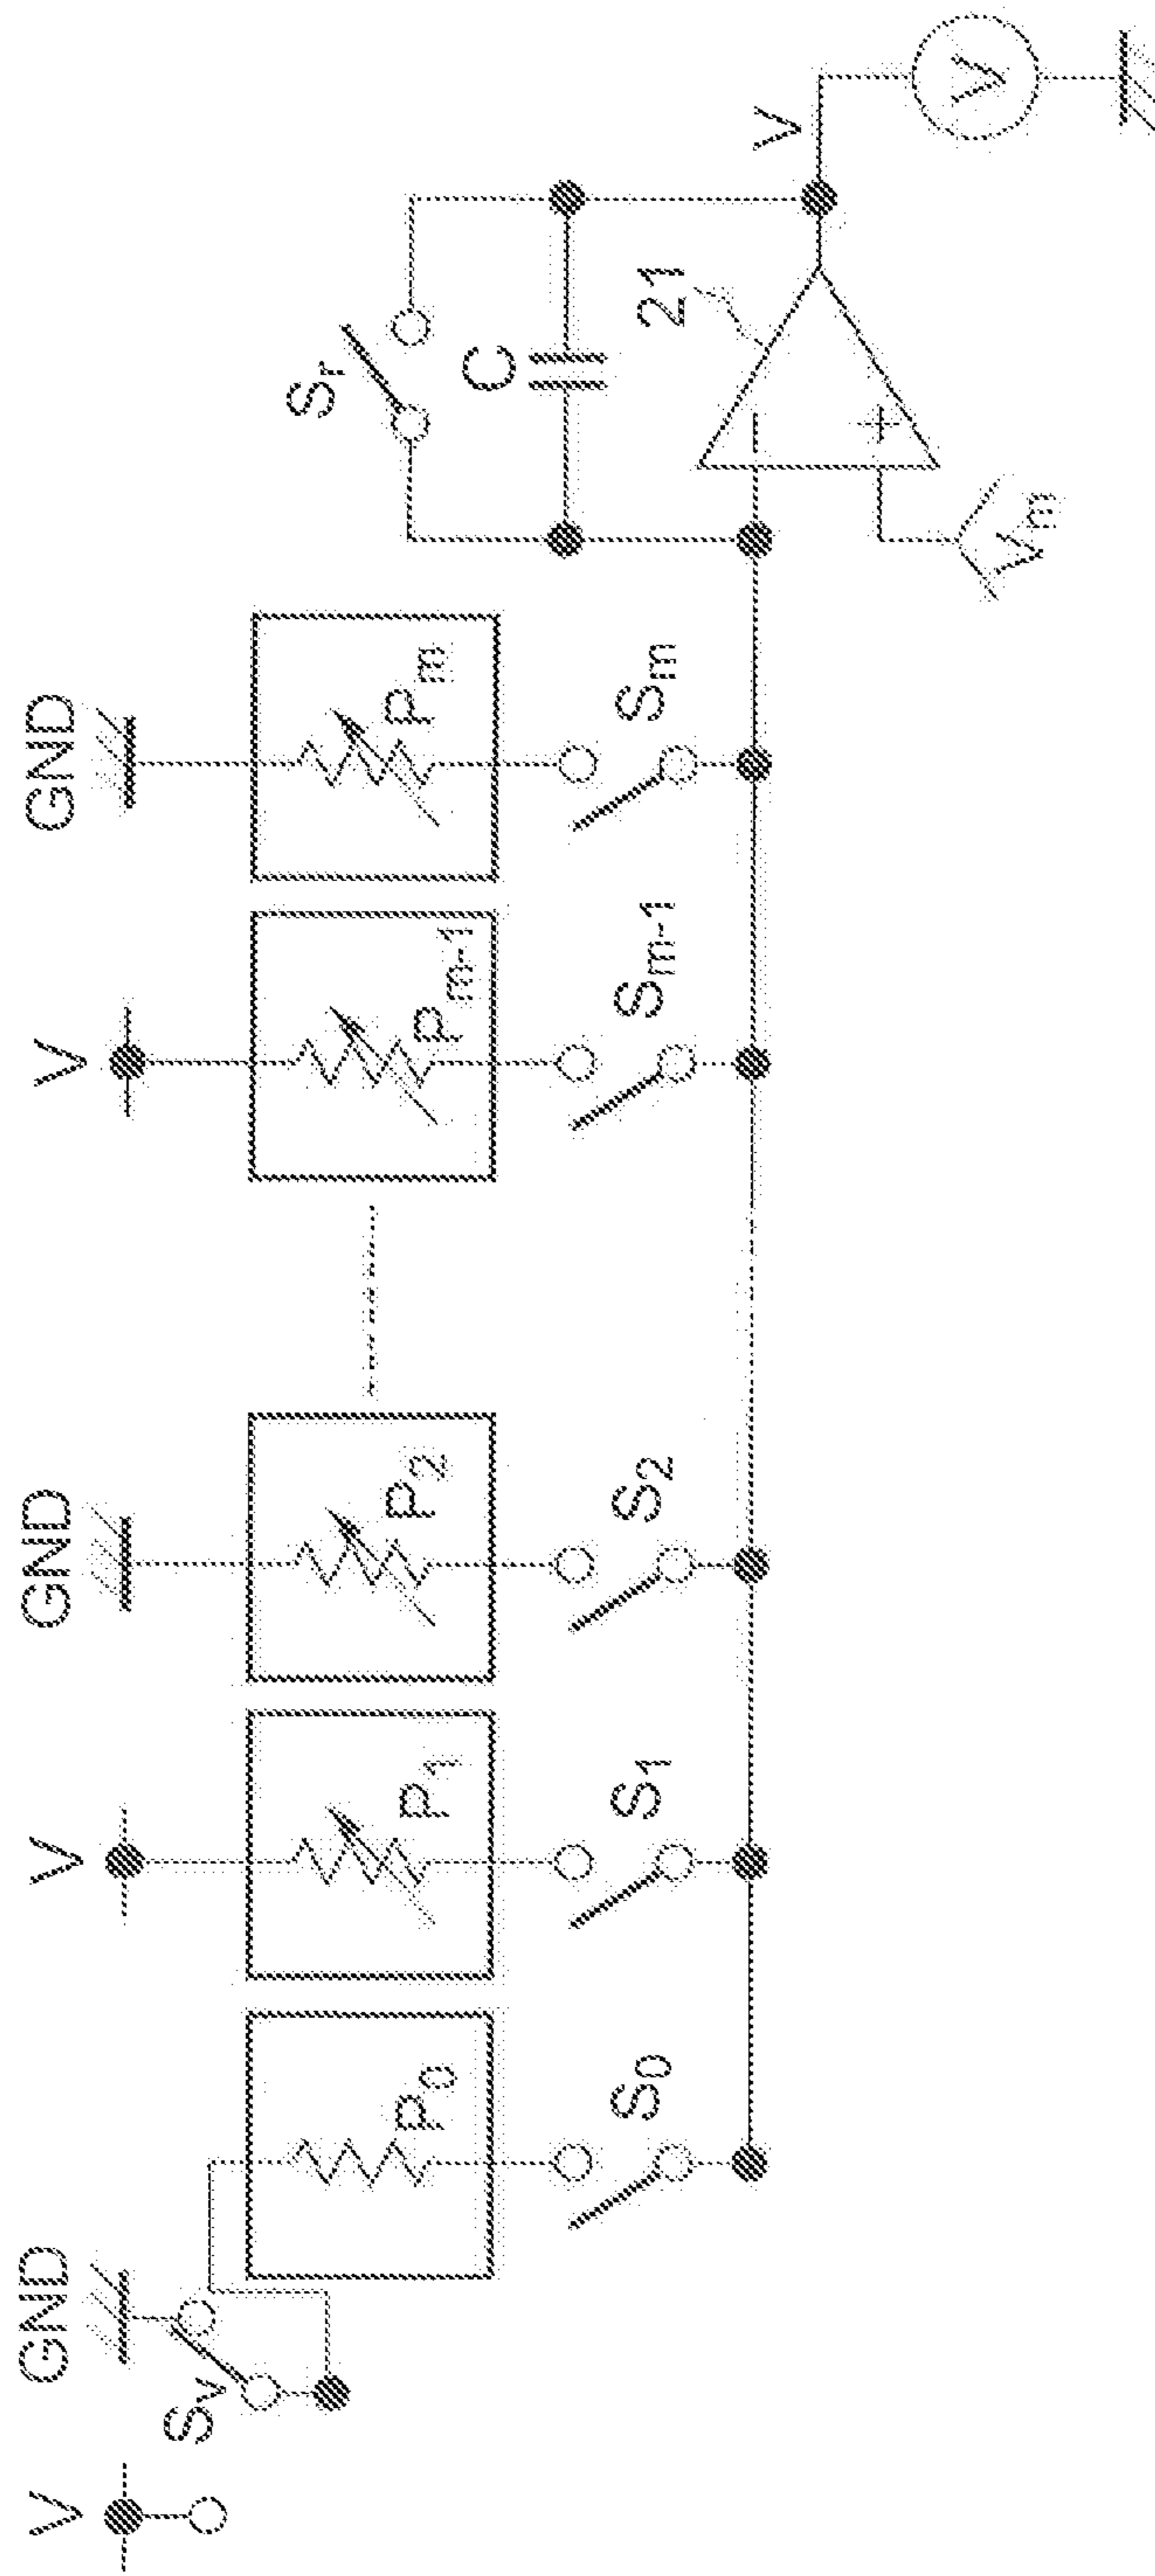 V
GND
V
GND
V
GND
Sv
P0
P1
P2
Pm-1
Pm
S0
S1
S2
Sm-1
Sm
Sr
C
21
Vm
V
V